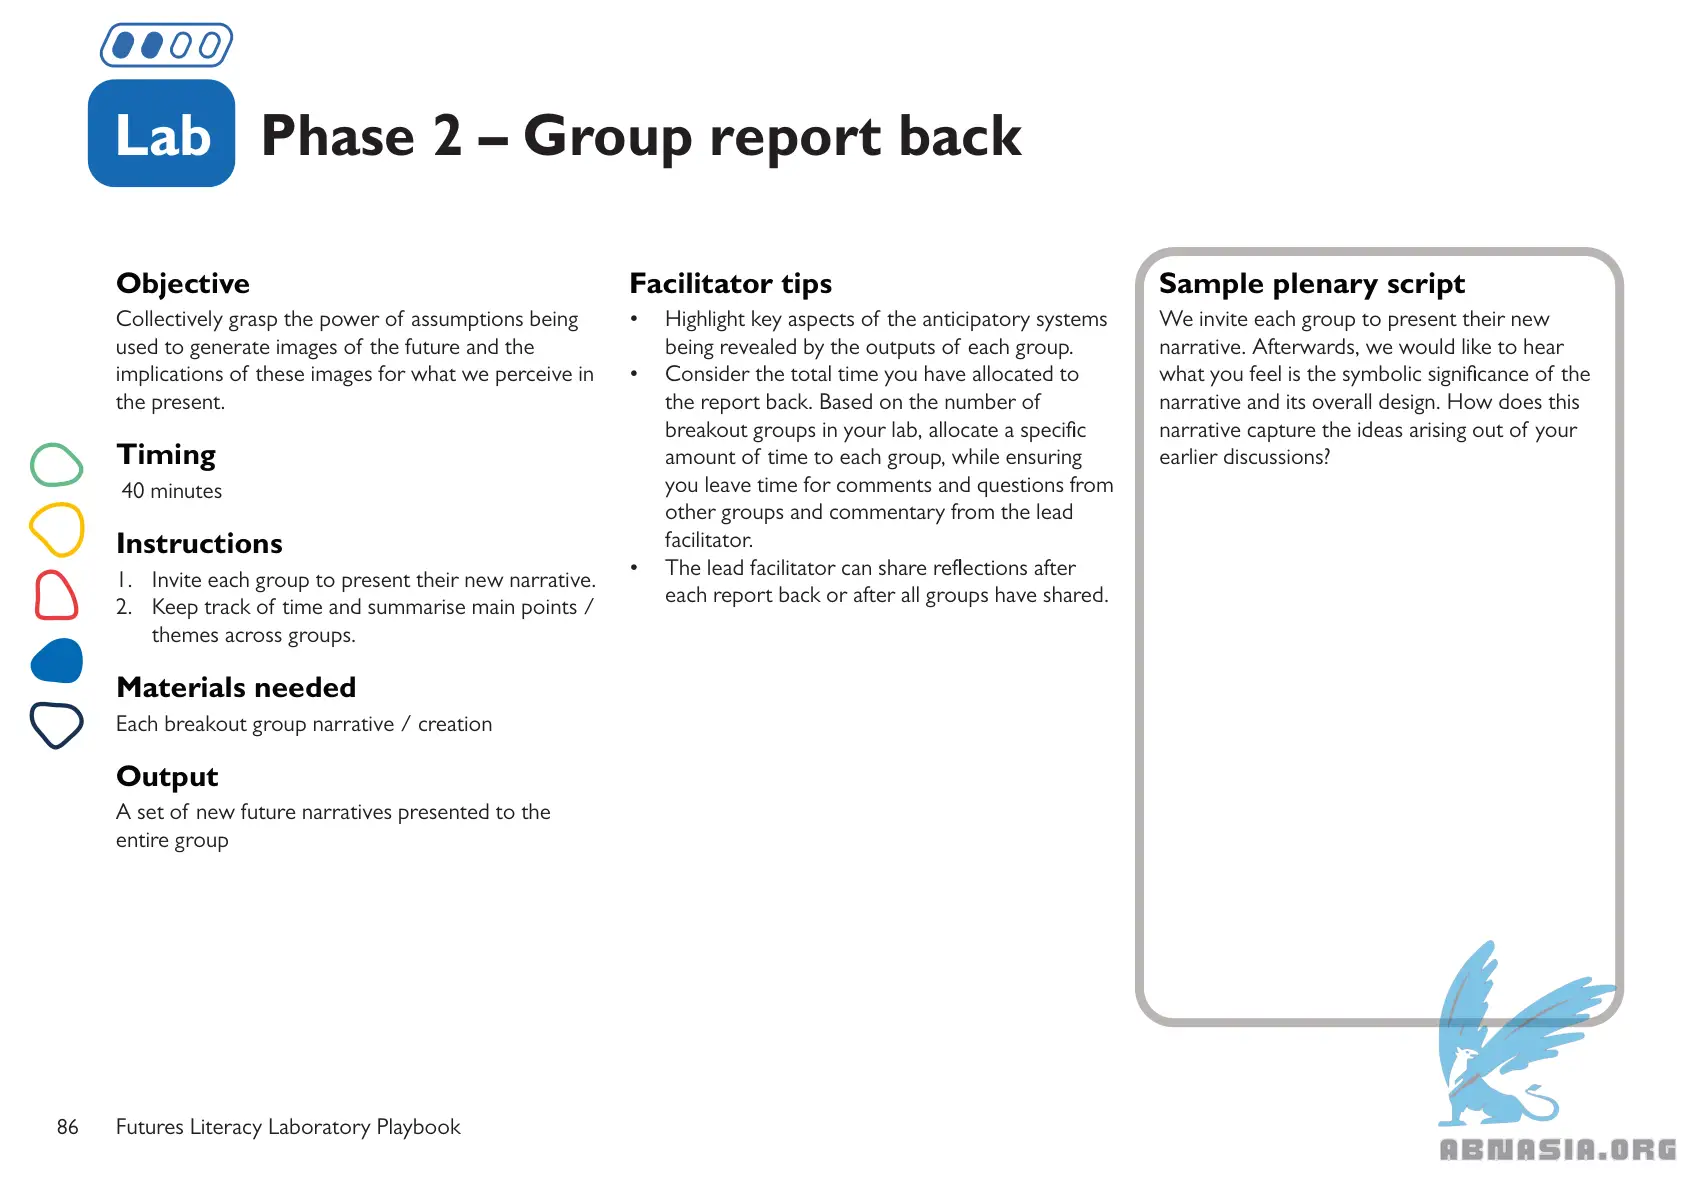 Lab
Phase 2 – Group report back
Objective
Collectively grasp the power of assumptions being
used to generate images of the future and the
implications of these images for what we perceive in
the present.
Timing
40 minutes
Instructions
1. Invite each group to present their new narrative.
2. Keep track of time and summarise main points /
themes across groups.
Materials needed
Each breakout group narrative / creation
Output
A set of new future narratives presented to the
entire group
Facilitator tips
• Highlight key aspects of the anticipatory systems
being revealed by the outputs of each group.
• Consider the total time you have allocated to
the report back. Based on the number of
breakout groups in your lab, allocate a specific
amount of time to each group, while ensuring
you leave time for comments and questions from
other groups and commentary from the lead
facilitator.
• The lead facilitator can share reflections after
each report back or after all groups have shared.
Sample plenary script
We invite each group to present their new
narrative. Afterwards, we would like to hear
what you feel is the symbolic significance of the
narrative and its overall design. How does this
narrative capture the ideas arising out of your
earlier discussions?
86 Futures Literacy Laboratory Playbook
ABNASIA.ORG